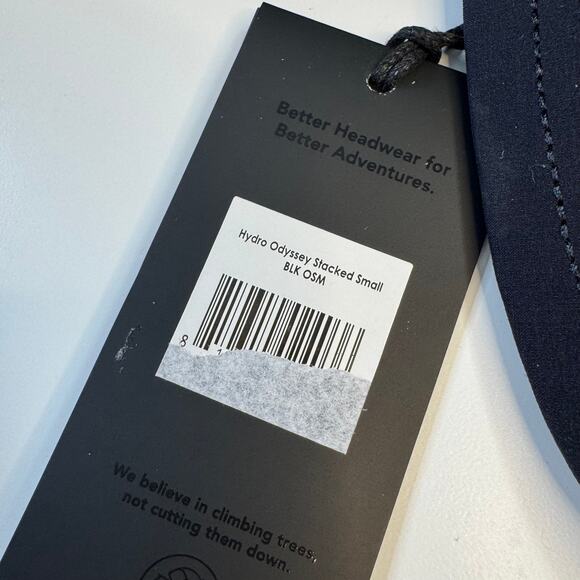 Better Headwear for
Better Adventures.
Hydro Odyssey Stacked Small
BLK OSM
8
We believe in climbing trees,
not cutting them down.